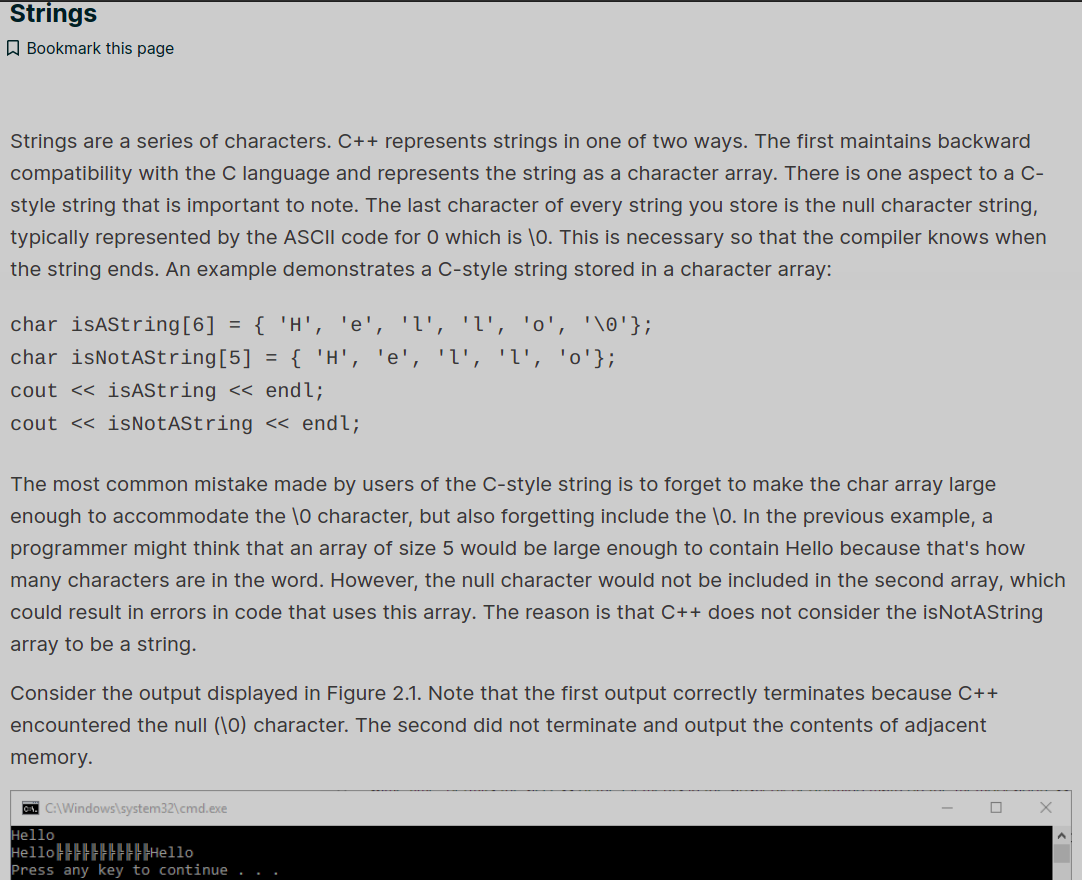 Strings
Bookmark this page
Strings are a series of characters. C++ represents strings in one of two ways. The first maintains backward
compatibility with the C language and represents the string as a character array. There is one aspect to a C-
style string that is important to note. The last character of every string you store is the null character string,
typically represented by the ASCII code for 0 which is \0. This is necessary so that the compiler knows when
the string ends. An example demonstrates a C-style string stored in a character array:
char isAString[6] = { 'H', 'e', 'l', 'l', 'o', '\0'};
char isNotAString[5] = { 'H', 'e', 'l', 'l', 'o'};
cout << isAString << endl;
cout << isNotAString << endl;
The most common mistake made by users of the C-style string is to forget to make the char array large
enough to accommodate the \0 character, but also forgetting include the \0. In the previous example, a
programmer might think that an array of size 5 would be large enough to contain Hello because that's how
many characters are in the word. However, the null character would not be included in the second array, which
could result in errors in code that uses this array. The reason is that C++ does not consider the isNotAString
array to be a string.
Consider the output displayed in Figure 2.1. Note that the first output correctly terminates because C++
encountered the null (\0) character. The second did not terminate and output the contents of adjacent
memory.
C:\Windows\system32\cmd.exe
Hello
Hello╠╠╠╠╠╠╠╠╠╠╠Hello
Press any key to continue . . .